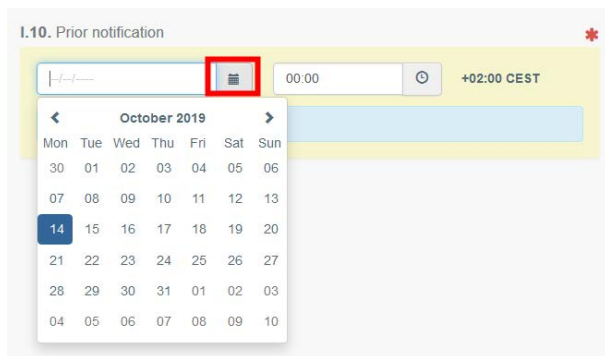 I.10. Prior notification *
--/--/---- 00:00 +02:00 CEST
October 2019
Mon Tue Wed Thu Fri Sat Sun
30 01 02 03 04 05 06
07 08 09 10 11 12 13
14 15 16 17 18 19 20
21 22 23 24 25 26 27
28 29 30 31 01 02 03
04 05 06 07 08 09 10